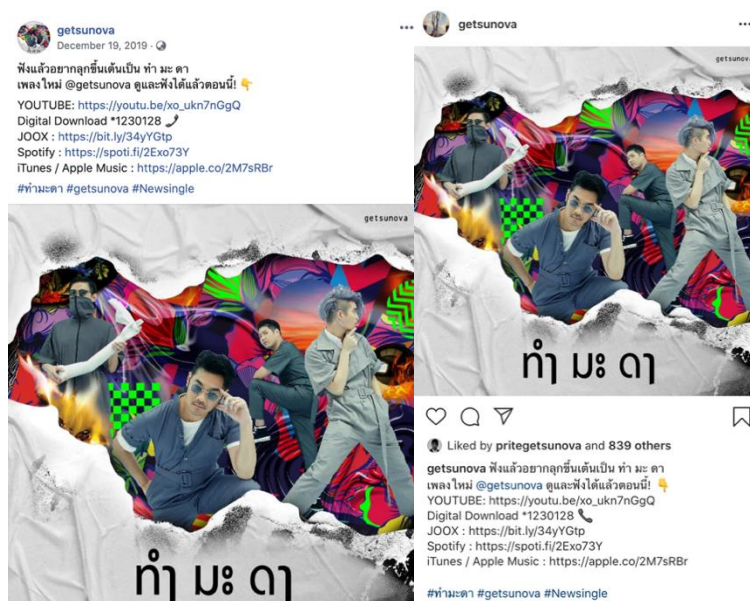 getsunova
December 19, 2019 ·
ฟังแล้วอยากลุกขึ้นเต้นเป็น ทำ มะ ดา
เพลงใหม่ @getsunova ดูและฟังได้แล้วตอนนี้! 👇
YOUTUBE: https://youtu.be/xo_ukn7nGgQ
Digital Download *1230128 📞
JOOX : https://bit.ly/34yYGtp
Spotify : https://spoti.fi/2Exo73Y
iTunes / Apple Music : https://apple.co/2M7sRBr
#ทำมะดา #getsunova #Newsingle
getsunova
ทำ มะ ดา
getsunova
getsunova
ทำ มะ ดา
Liked by pritegetsunova and 839 others
getsunova ฟังแล้วอยากลุกขึ้นเต้นเป็น ทำ มะ ดา
เพลงใหม่ @getsunova ดูและฟังได้แล้วตอนนี้! 👇
YOUTUBE: https://youtu.be/xo_ukn7nGgQ
Digital Download *1230128 📞
JOOX : https://bit.ly/34yYGtp
Spotify : https://spoti.fi/2Exo73Y
iTunes / Apple Music : https://apple.co/2M7sRBr
#ทำมะดา #getsunova #Newsingle